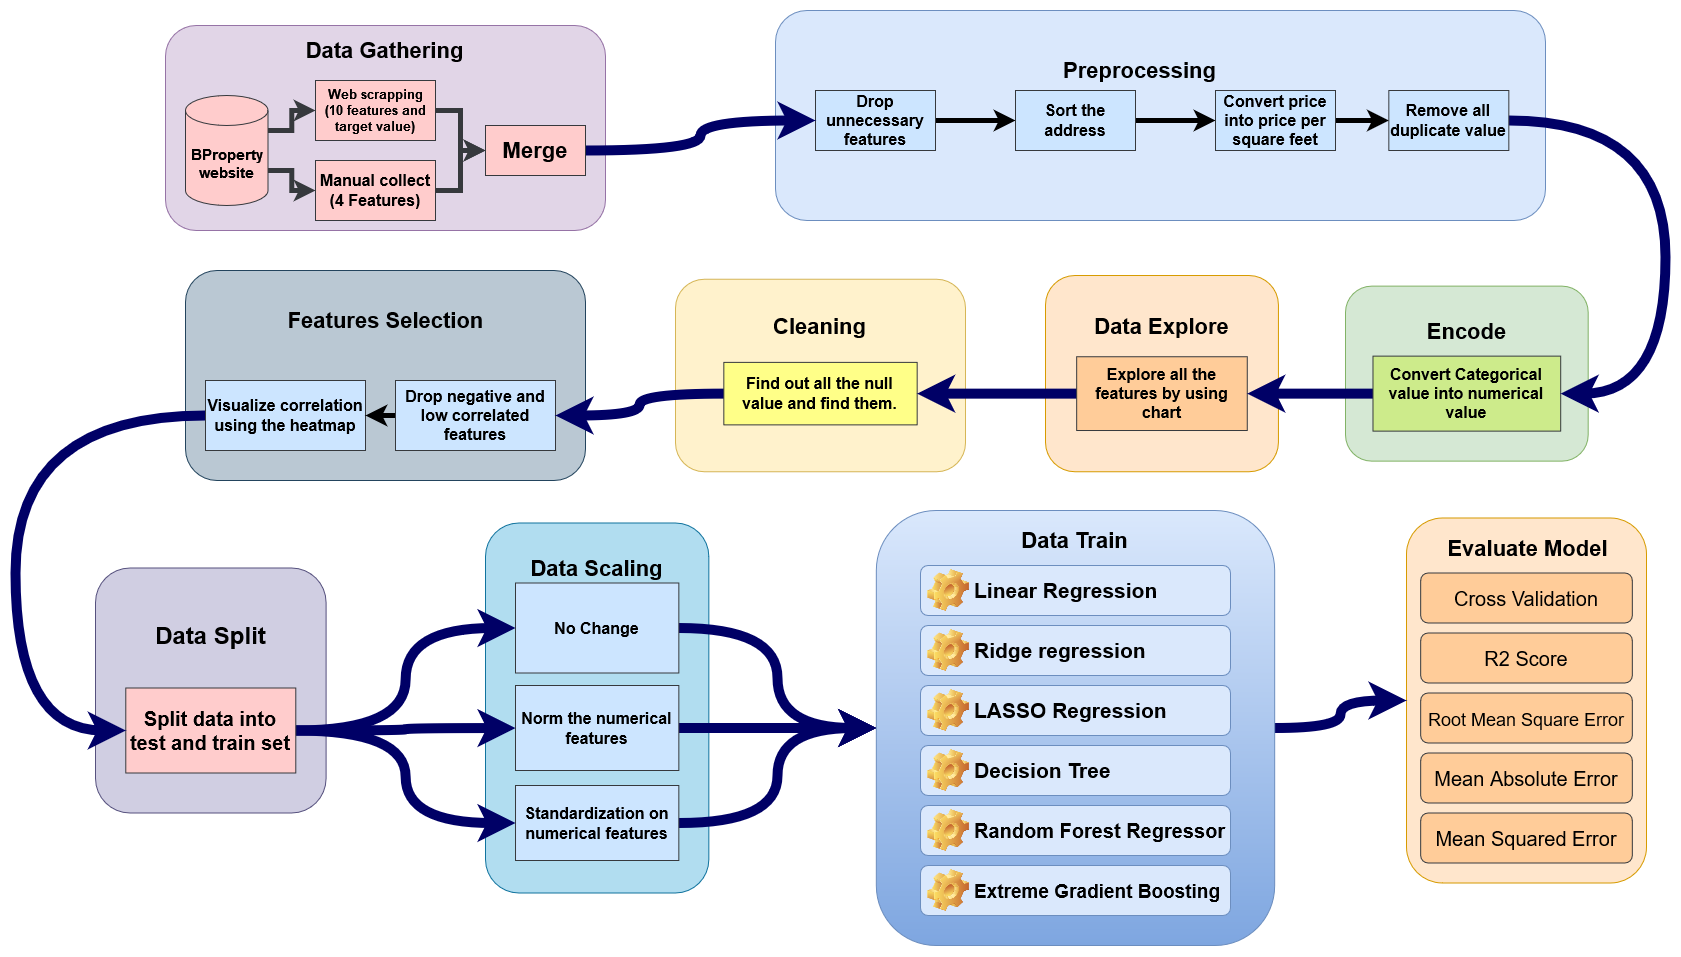 Data Gathering
BProperty
website
Web scrapping
(10 features and
target value)
Manual collect
(4 Features)
Merge
Preprocessing
Drop
unnecessary
features
Sort the
address
Convert price
into price per
square feet
Remove all
duplicate value
Encode
Convert Categorical
value into numerical
value
Data Explore
Explore all the
features by using
chart
Cleaning
Find out all the null
value and find them.
Features Selection
Drop negative and
low correlated
features
Visualize correlation
using the heatmap
Data Split
Split data into
test and train set
Data Scaling
No Change
Norm the numerical
features
Standardization on
numerical features
Data Train
Linear Regression
Ridge regression
LASSO Regression
Decision Tree
Random Forest Regressor
Extreme Gradient Boosting
Evaluate Model
Cross Validation
R2 Score
Root Mean Square Error
Mean Absolute Error
Mean Squared Error